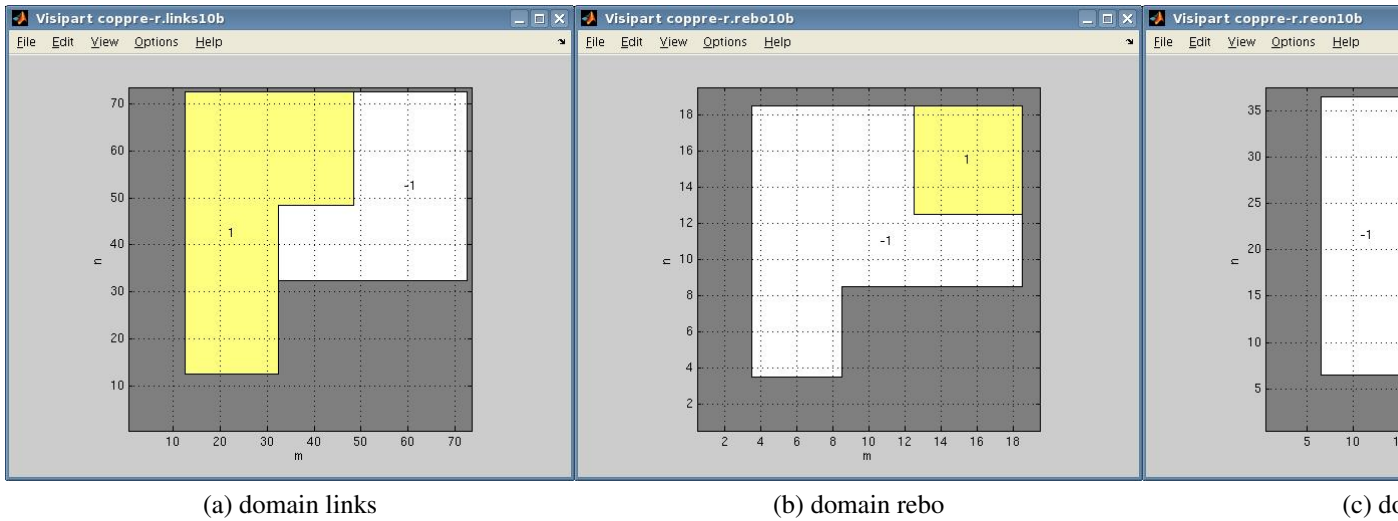 Visipart coppre-r.links10b
File Edit View Options Help
70
60
50
40
30
20
10
n
1
-1
10 20 30 40 50 60 70
m
(a) domain links
Visipart coppre-r.rebo10b
File Edit View Options Help
18
16
14
12
10
8
6
4
2
n
1
-1
2 4 6 8 10 12 14 16 18
m
(b) domain rebo
Visipart coppre-r.reon10b
File Edit View Options Help
35
30
25
20
15
10
5
n
-1
5 10
(c) do